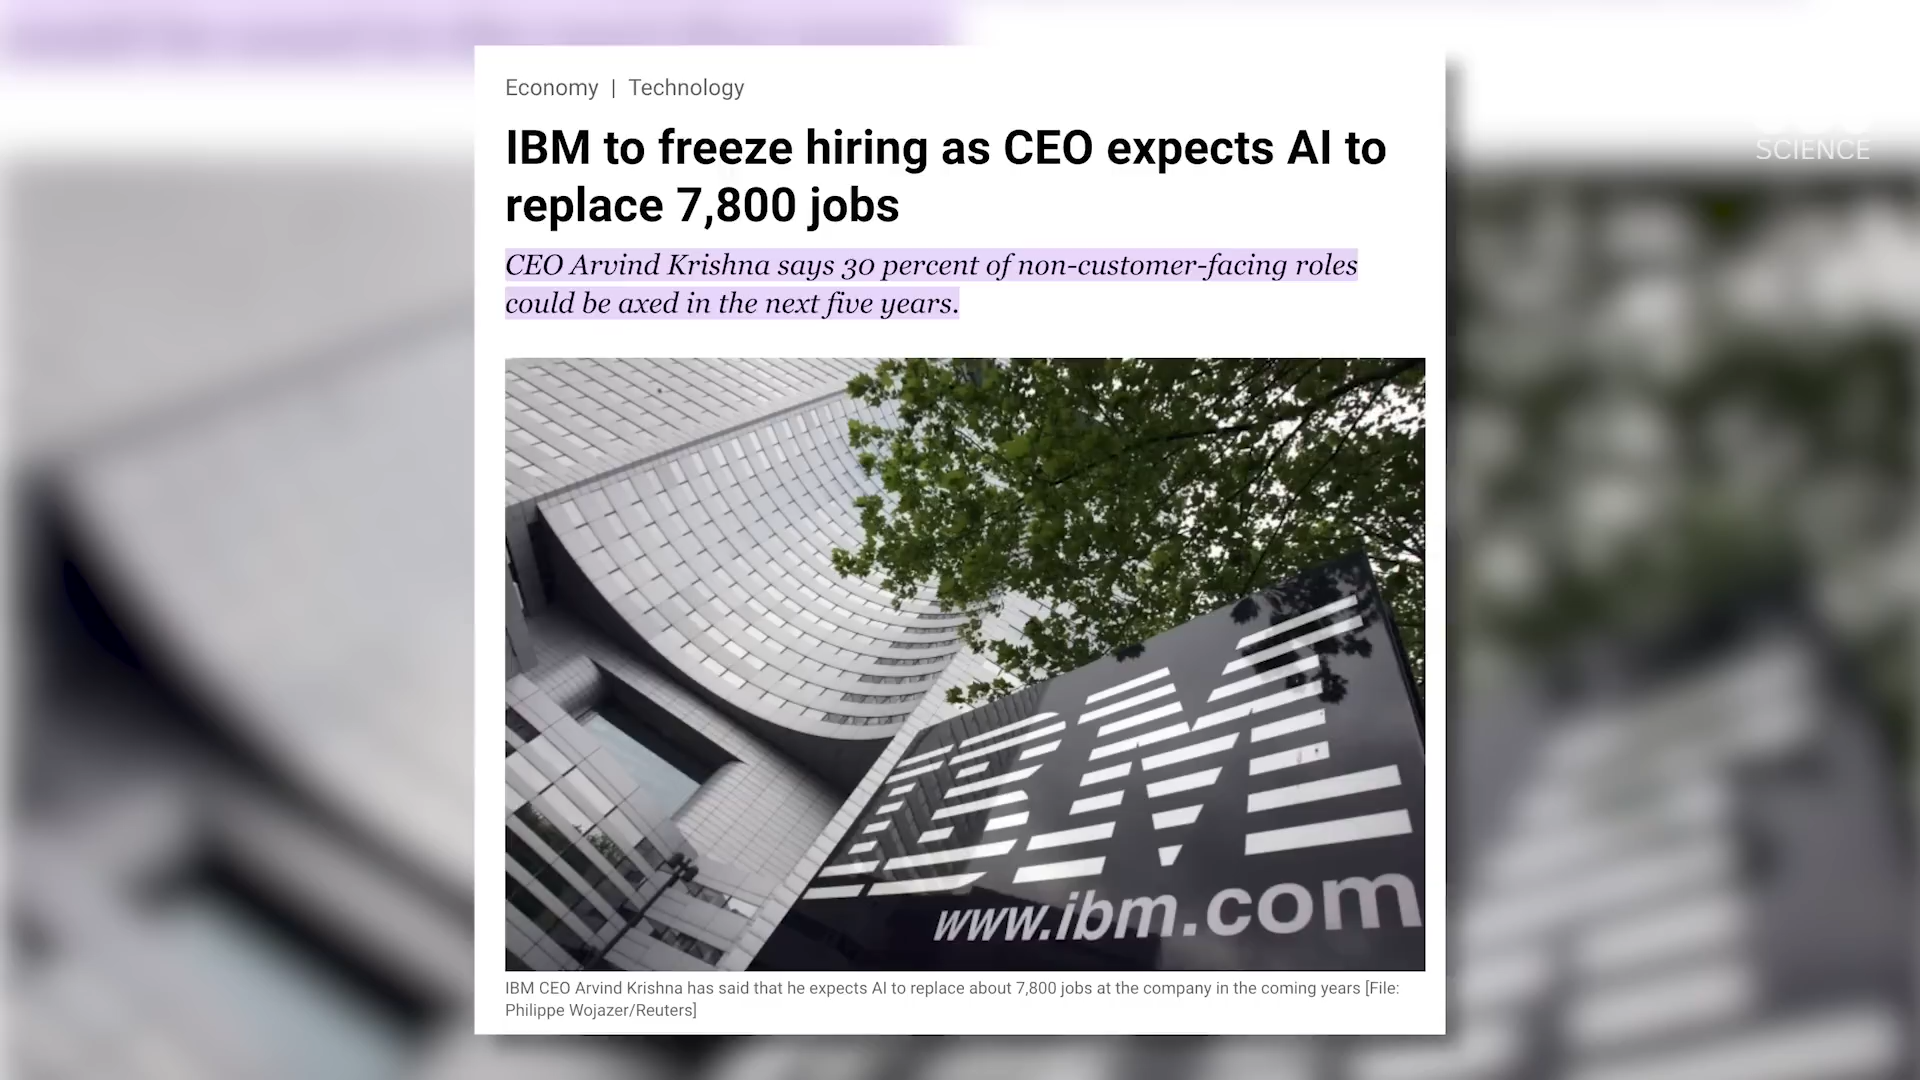 Economy | Technology
SCIENCE
IBM to freeze hiring as CEO expects AI to
replace 7,800 jobs
CEO Arvind Krishna says 30 percent of non-customer-facing roles
could be axed in the next five years.
IBM
www.ibm.com
IBM CEO Arvind Krishna has said that he expects AI to replace about 7,800 jobs at the company in the coming years [File:
Philippe Wojazer/Reuters]